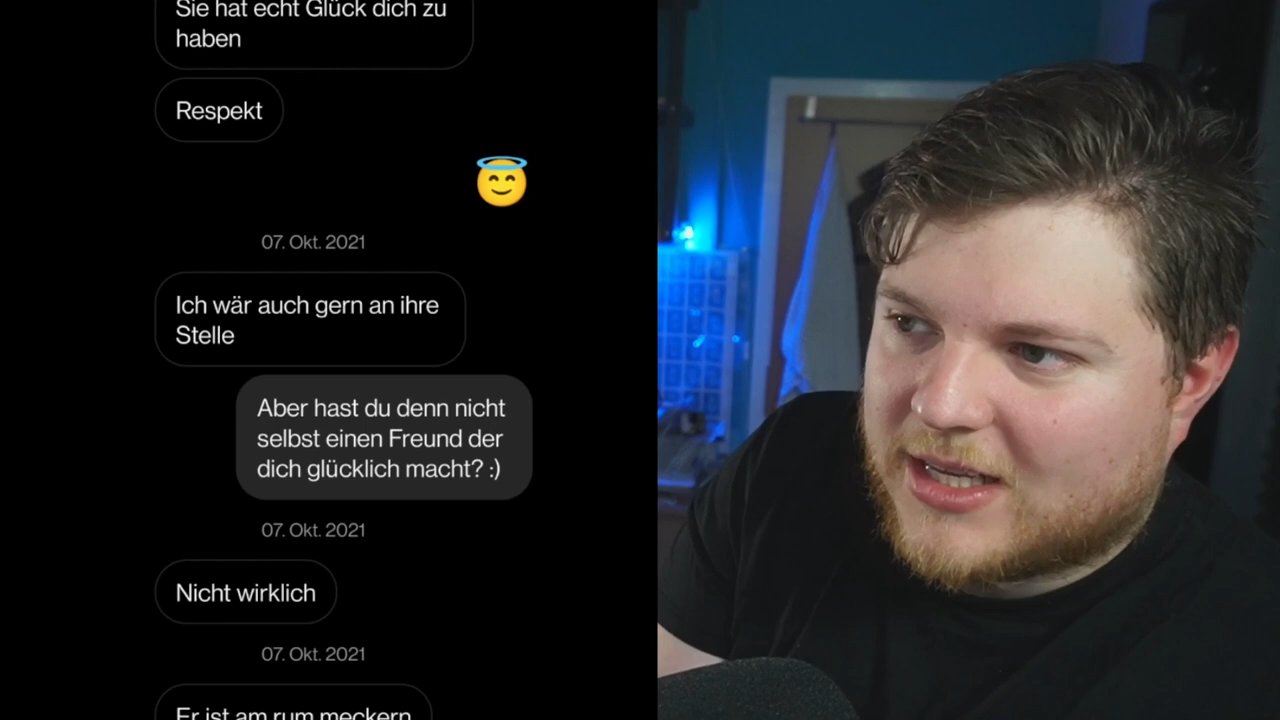 Sie hat echt Glück dich zu
haben
Respekt
07. Okt. 2021
Ich wär auch gern an ihre
Stelle
Aber hast du denn nicht
selbst einen Freund der
dich glücklich macht? :)
07. Okt. 2021
Nicht wirklich
07. Okt. 2021
Er ist am rum meckern